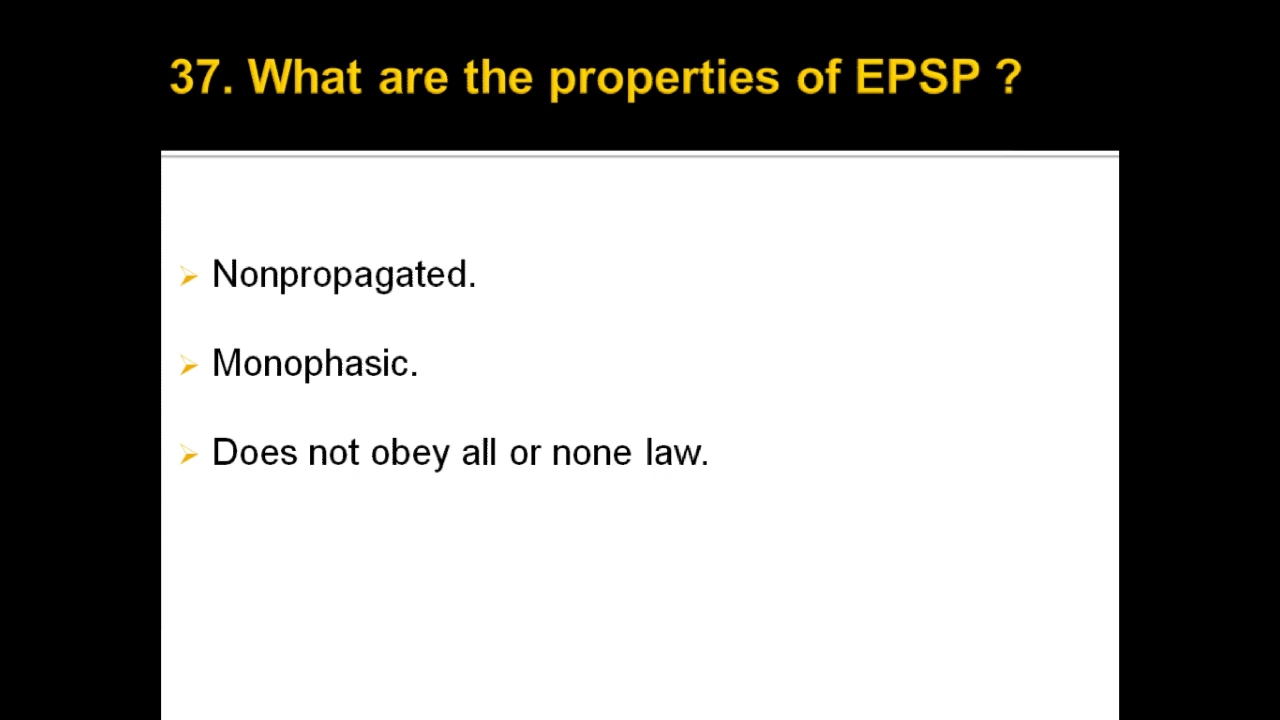 37. What are the properties of EPSP ?
Nonpropagated.
Monophasic.
Does not obey all or none law.